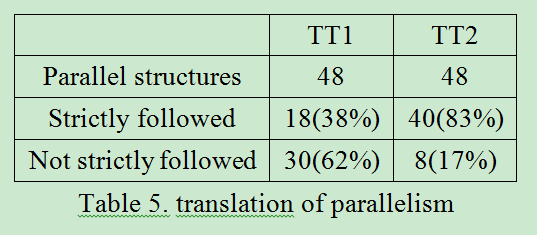 TT1 TT2
Parallel structures 48 48
Strictly followed 18(38%) 40(83%)
Not strictly followed 30(62%) 8(17%)
Table 5. translation of parallelism